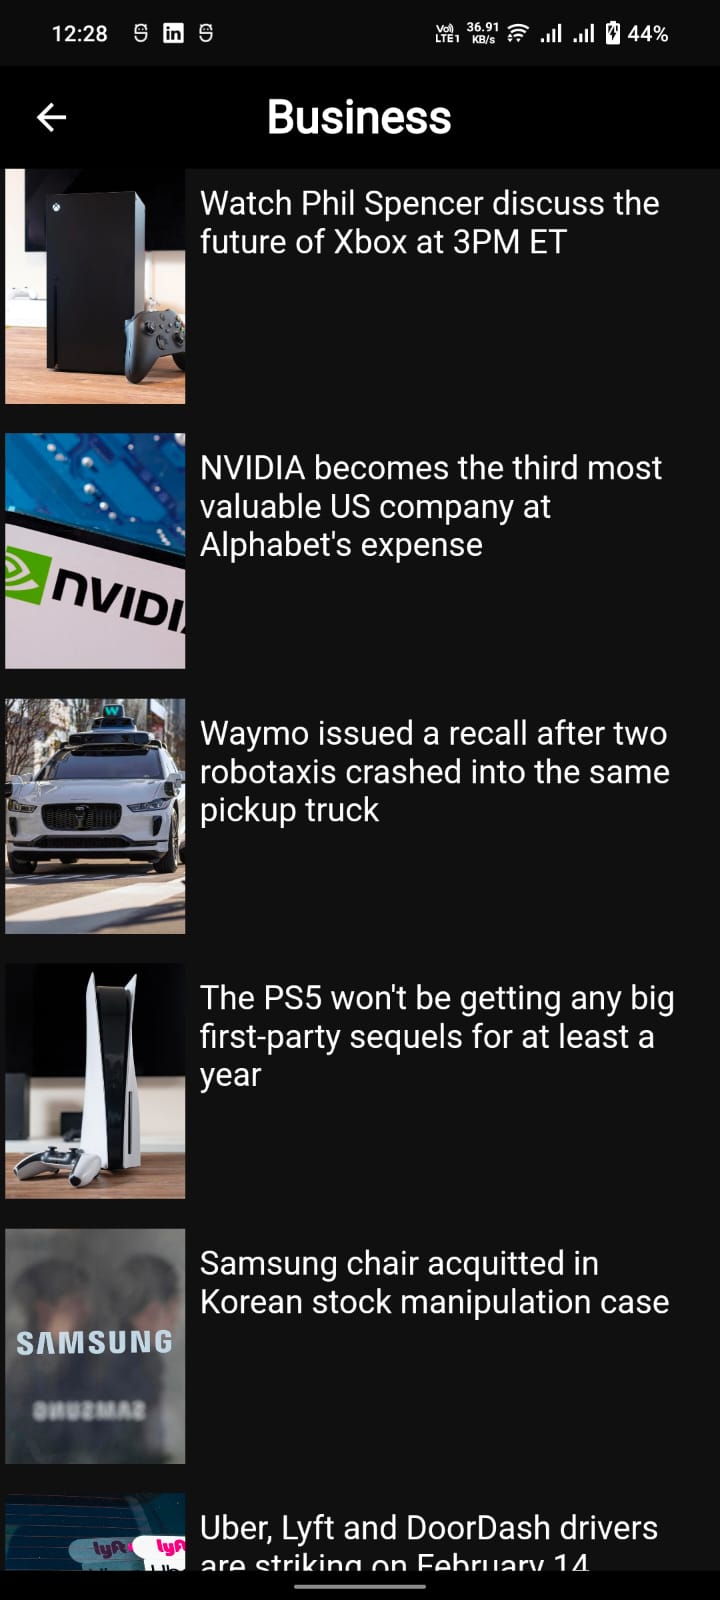 12:28
in
Vo)
LTE1
36.91
KB/s
44%
Business
Watch Phil Spencer discuss the
future of Xbox at 3PM ET
NVIDIA becomes the third most
valuable US company at
Alphabet's expense
nVIDI
W
Waymo issued a recall after two
robotaxis crashed into the same
pickup truck
The PS5 won't be getting any big
first-party sequels for at least a
year
Samsung chair acquitted in
Korean stock manipulation case
SAMSUNG
SAMSUNG
Uber, Lyft and DoorDash drivers
are striking on February 14
lyft
lyft